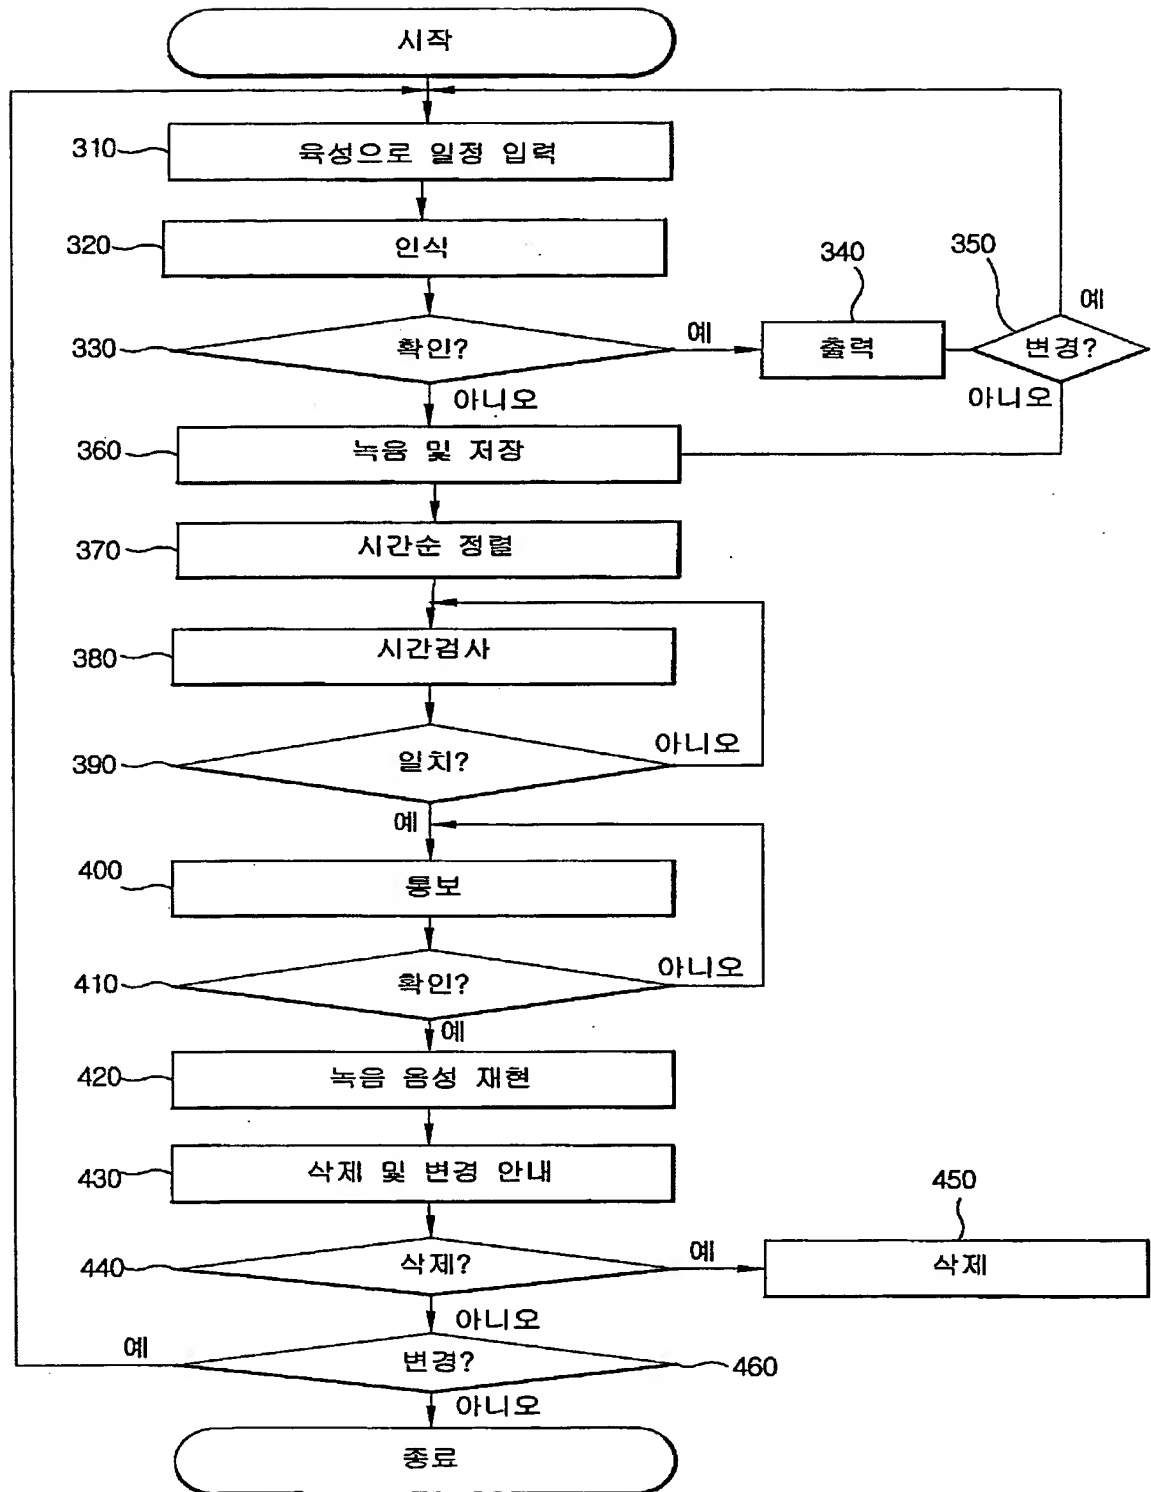 시작
310
육성으로 일정 입력
320
인식
340
350
예
330
확인?
예
출력
변경?
아니오
아니오
360
녹음 및 저장
370
시간순 정렬
380
시간검사
아니오
390
일치?
예
400
통보
아니오
410
확인?
예
420
녹음 음성 재현
430
삭제 및 변경 안내
450
440
삭제?
예
삭제
아니오
예
변경?
460
아니오
종료